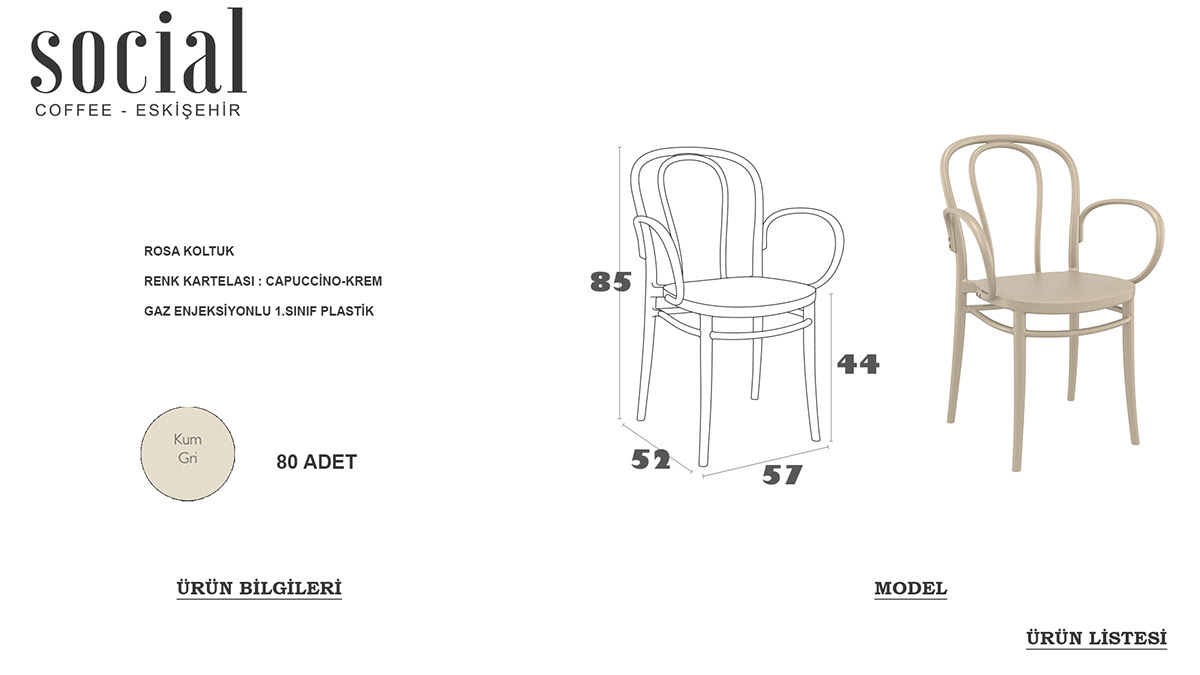 social
COFFEE - ESKİŞEHİR
ROSA KOLTUK
RENK KARTELASI : CAPUCCİNO-KREM
GAZ ENJEKSİYONLU 1.SINIF PLASTİK
Kum
Gri
80 ADET
85
44
52
57
ÜRÜN BİLGİLERİ
MODEL
ÜRÜN LİSTESİ